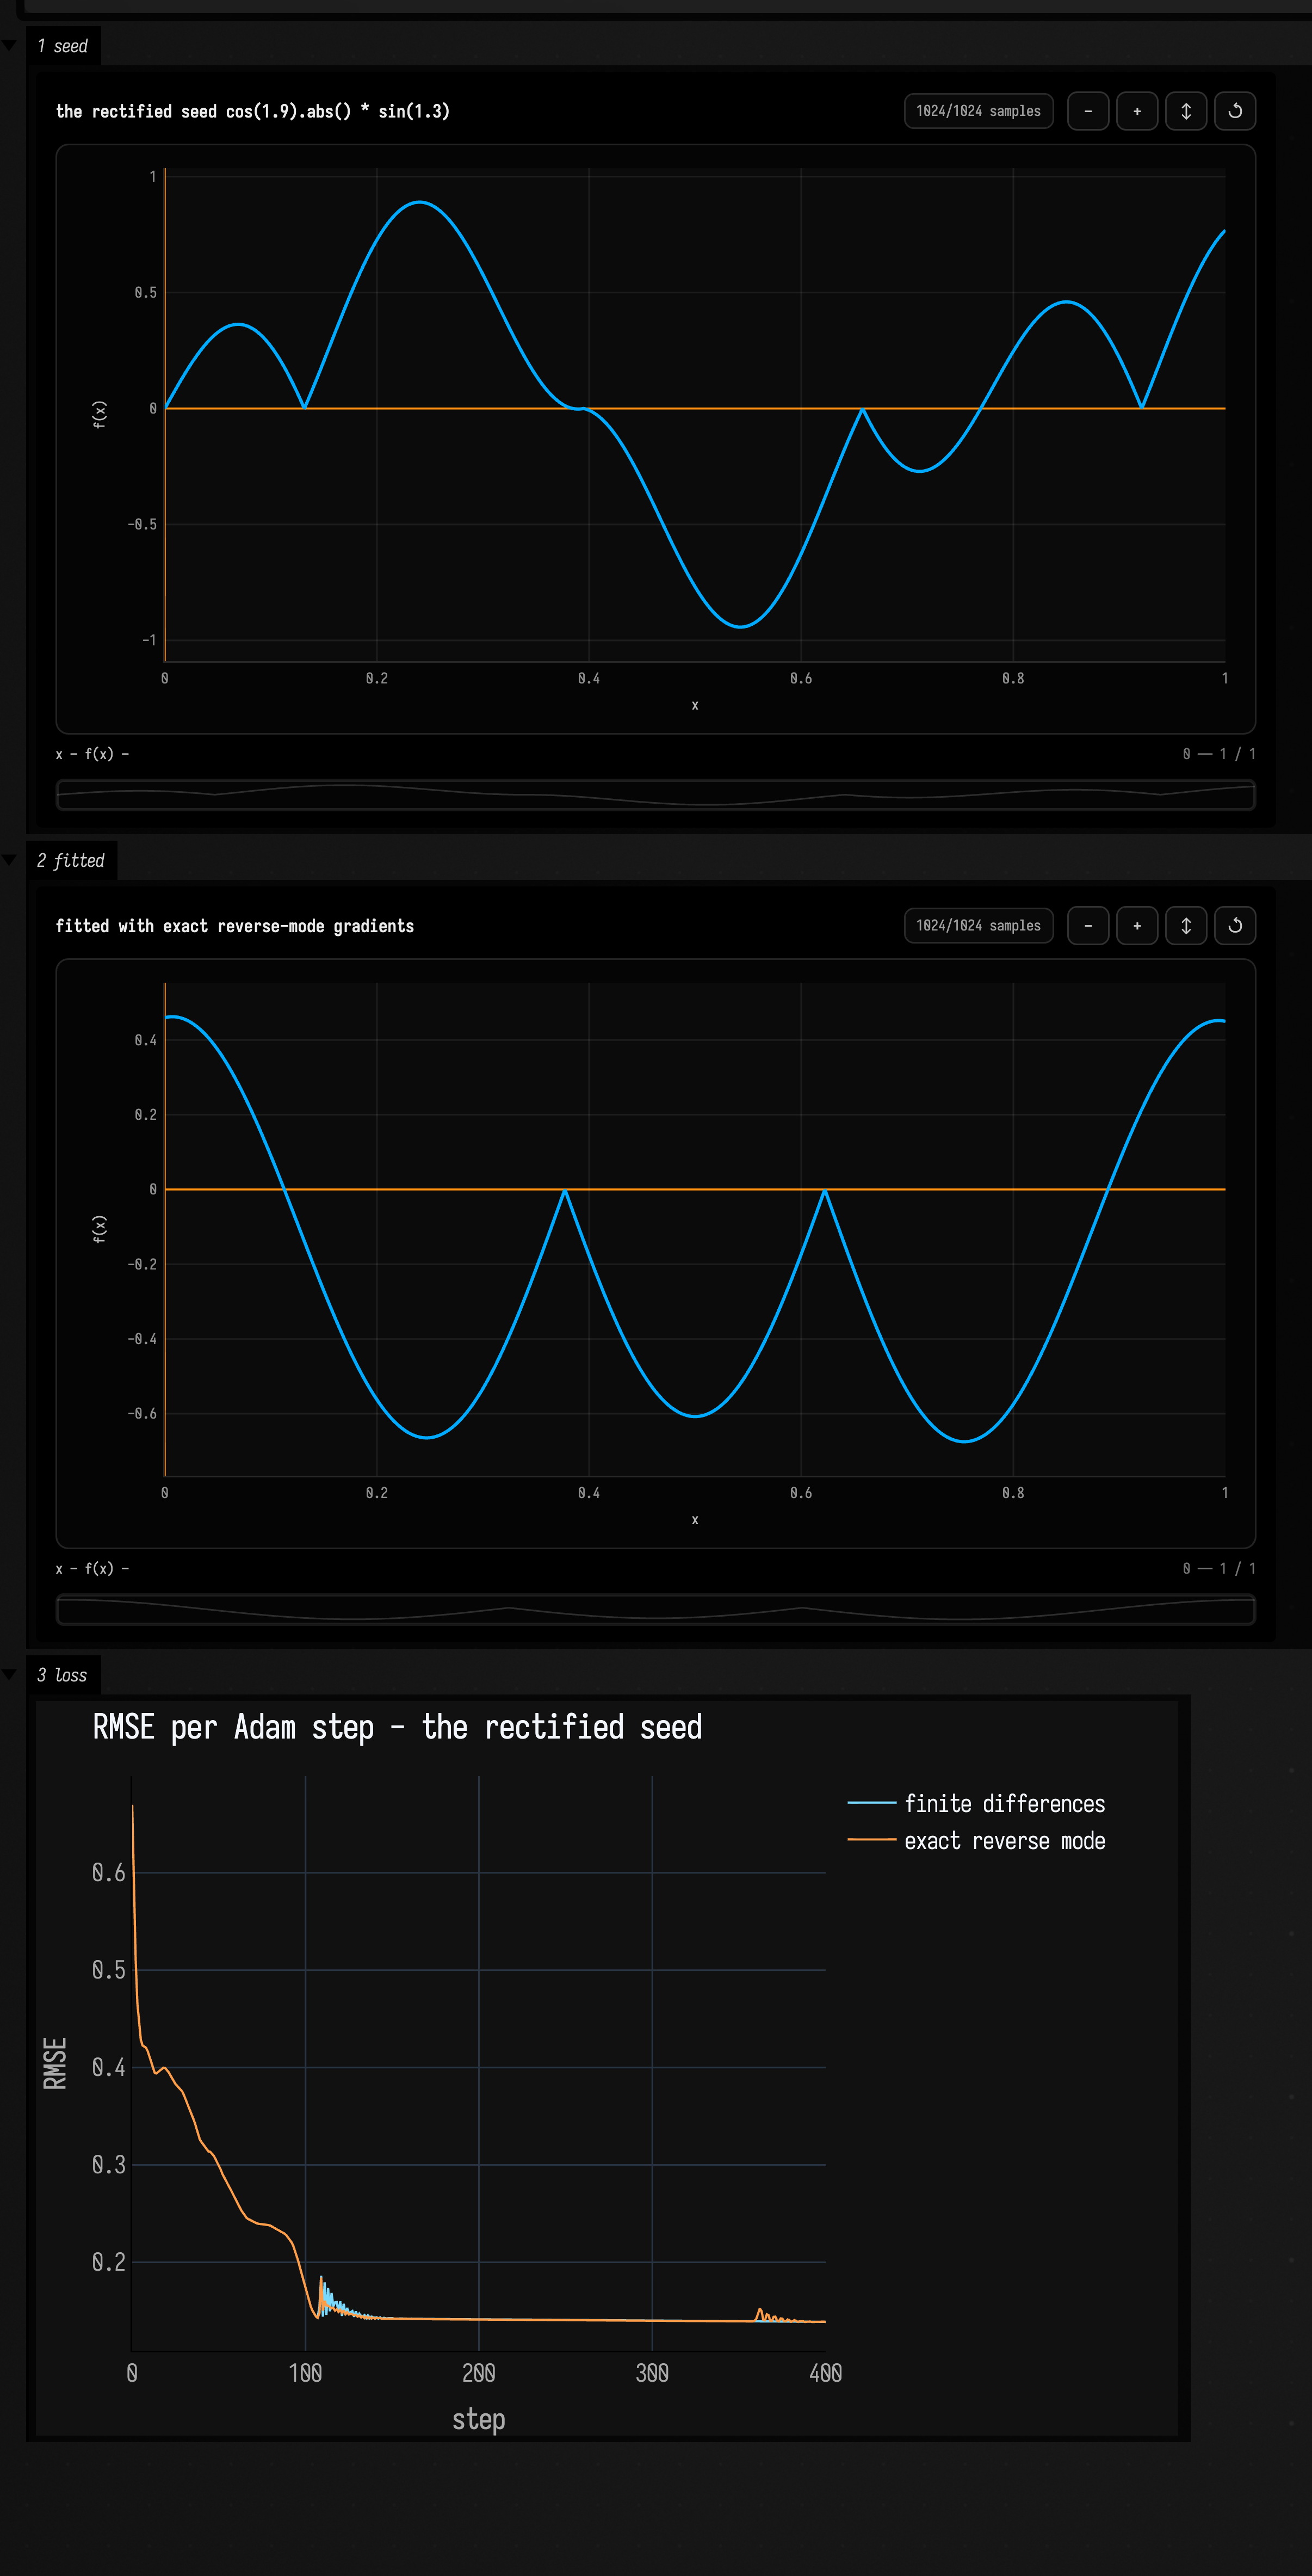 1 seed
the rectified seed cos(1.9).abs() * sin(1.3)
1024/1024 samples
−
+
1
0.5
0
−0.5
−1
f(x)
0
0.2
0.4
0.6
0.8
1
x
x − f(x) −
0 — 1 / 1
2 fitted
fitted with exact reverse−mode gradients
1024/1024 samples
−
+
0.4
0.2
0
−0.2
−0.4
−0.6
f(x)
0
0.2
0.4
0.6
0.8
1
x
x − f(x) −
0 — 1 / 1
3 loss
RMSE per Adam step − the rectified seed
finite differences
exact reverse mode
0.6
0.5
0.4
0.3
0.2
RMSE
0
100
200
300
400
step